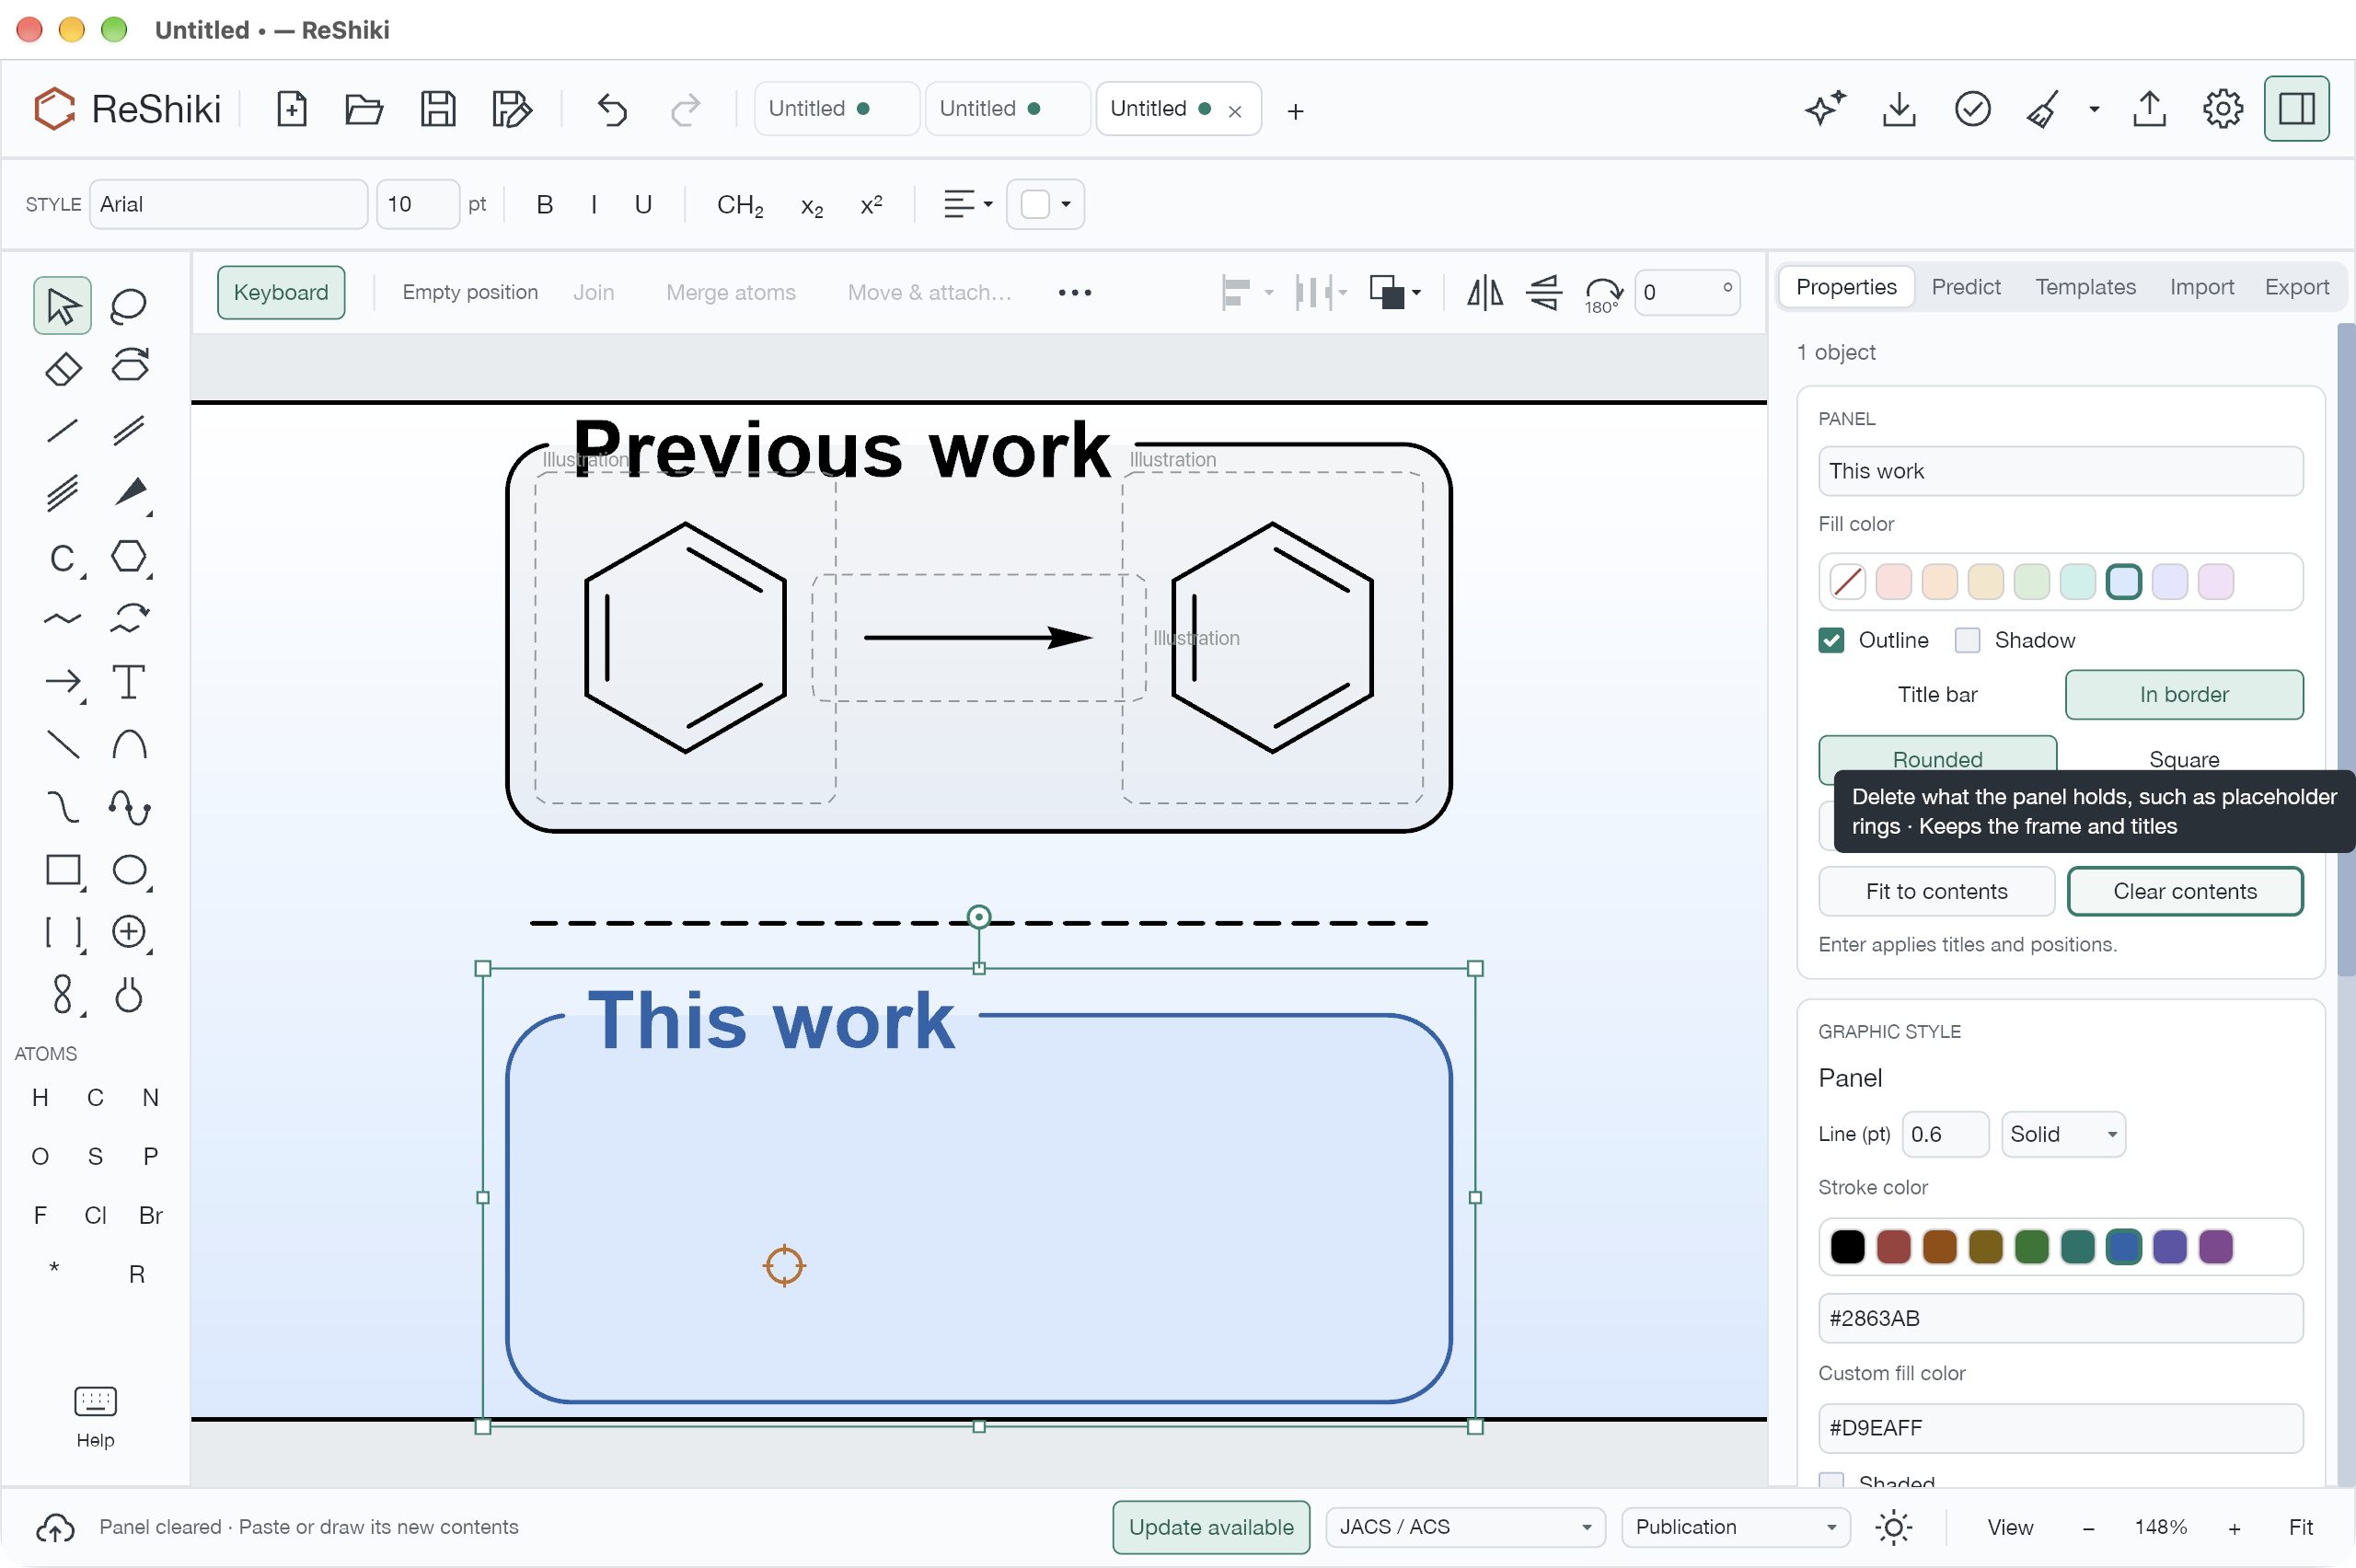 Untitled • — ReShiki
ReShiki
Untitled
Untitled
Untitled
STYLE Arial 10 pt B I U CH₂ x₂ x²
Keyboard Empty position Join Merge atoms Move & attach... 180° 0 °
Properties Predict Templates Import Export
1 object
PANEL
This work
Fill color
Outline Shadow
Title bar In border
Rounded Square
Delete what the panel holds, such as placeholder
rings · Keeps the frame and titles
Fit to contents Clear contents
Enter applies titles and positions.
GRAPHIC STYLE
Panel
Line (pt) 0.6 Solid
Stroke color
#2863AB
Custom fill color
#D9EAFF
Shaded
Previous work
Illustration
Illustration
Illustration
This work
C
T
ATOMS
H C N
O S P
F Cl Br
* R
Help
Panel cleared · Paste or draw its new contents
Update available
JACS / ACS
Publication
View − 148% + Fit